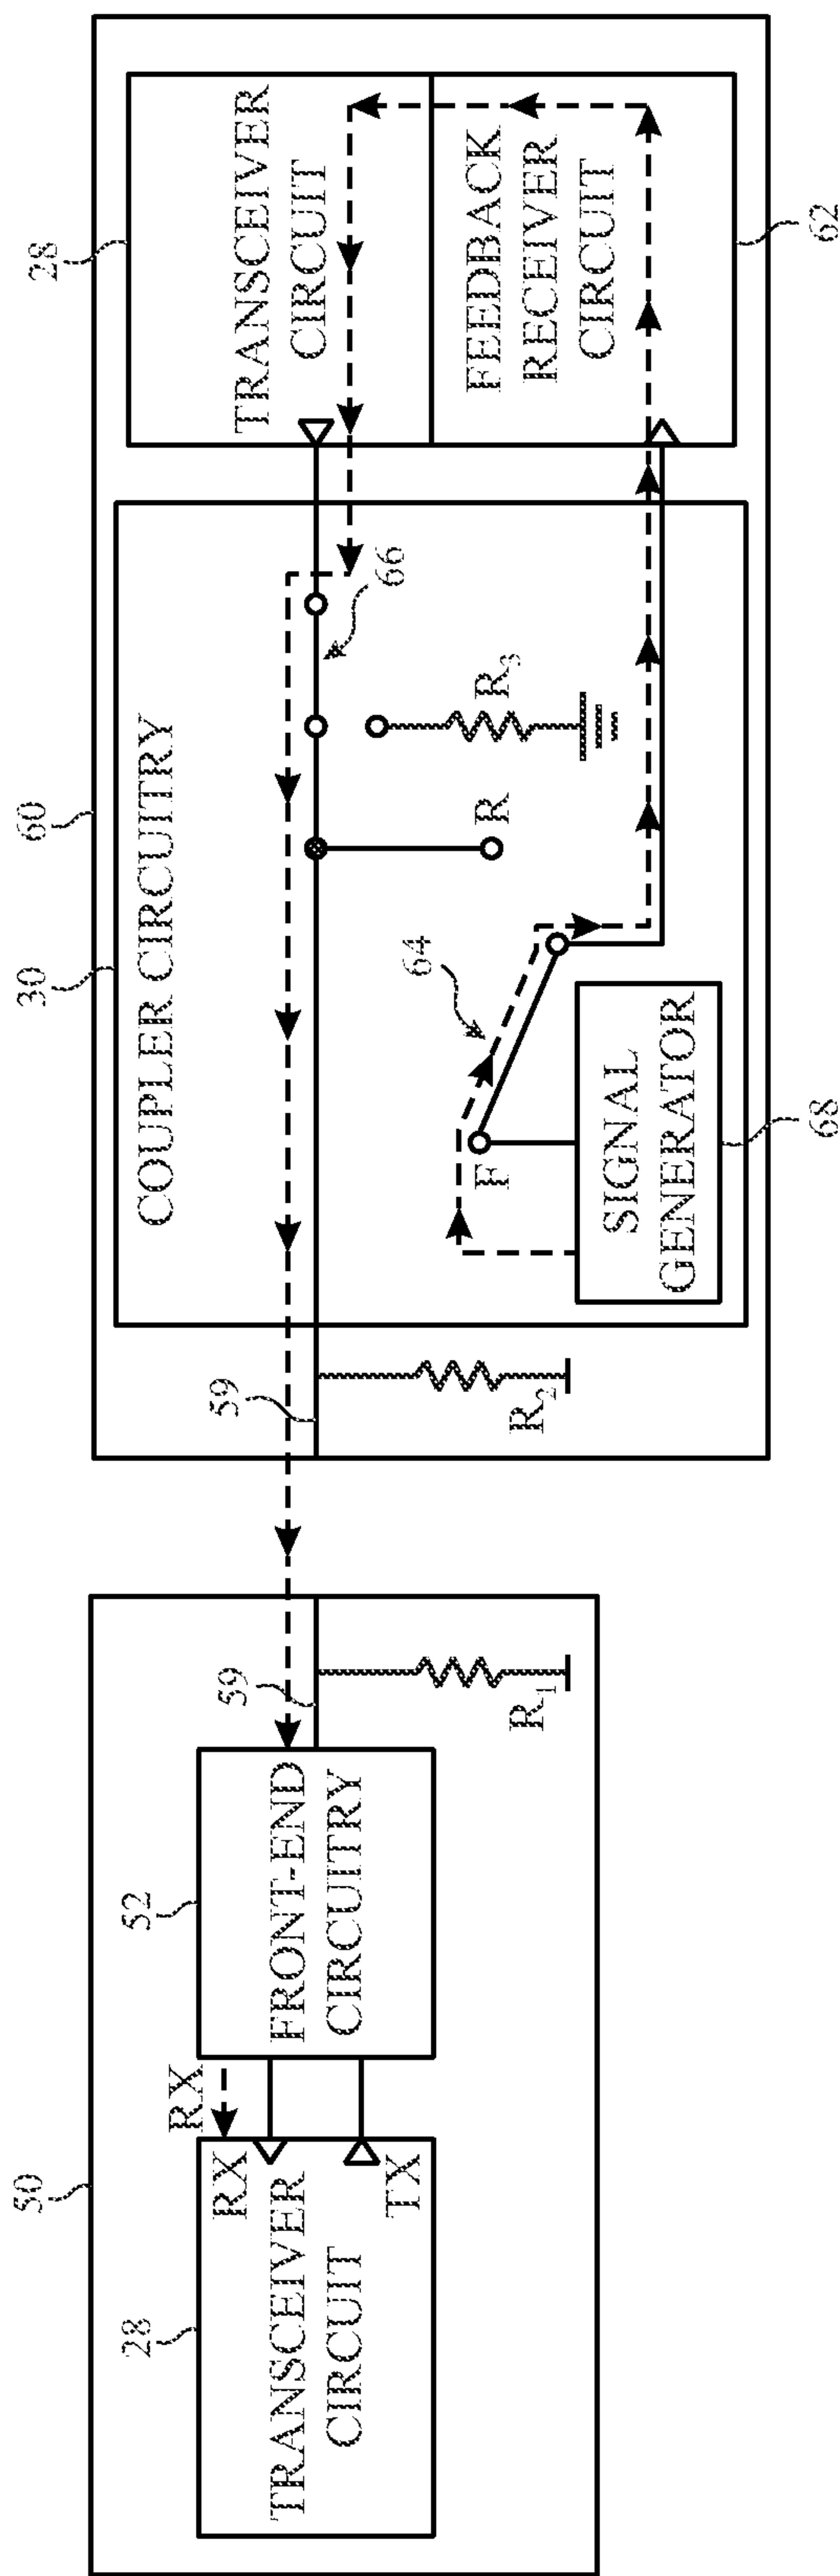 50
28
TRANSCEIVER
CIRCUIT
RX
TX
RX
52
FRONT-END
CIRCUITRY
59
R1
60
30
COUPLER CIRCUITRY
59
R2
F
64
R
66
R3
SIGNAL
GENERATOR
68
28
TRANSCEIVER
CIRCUIT
FEEDBACK
RECEIVER
CIRCUIT
62